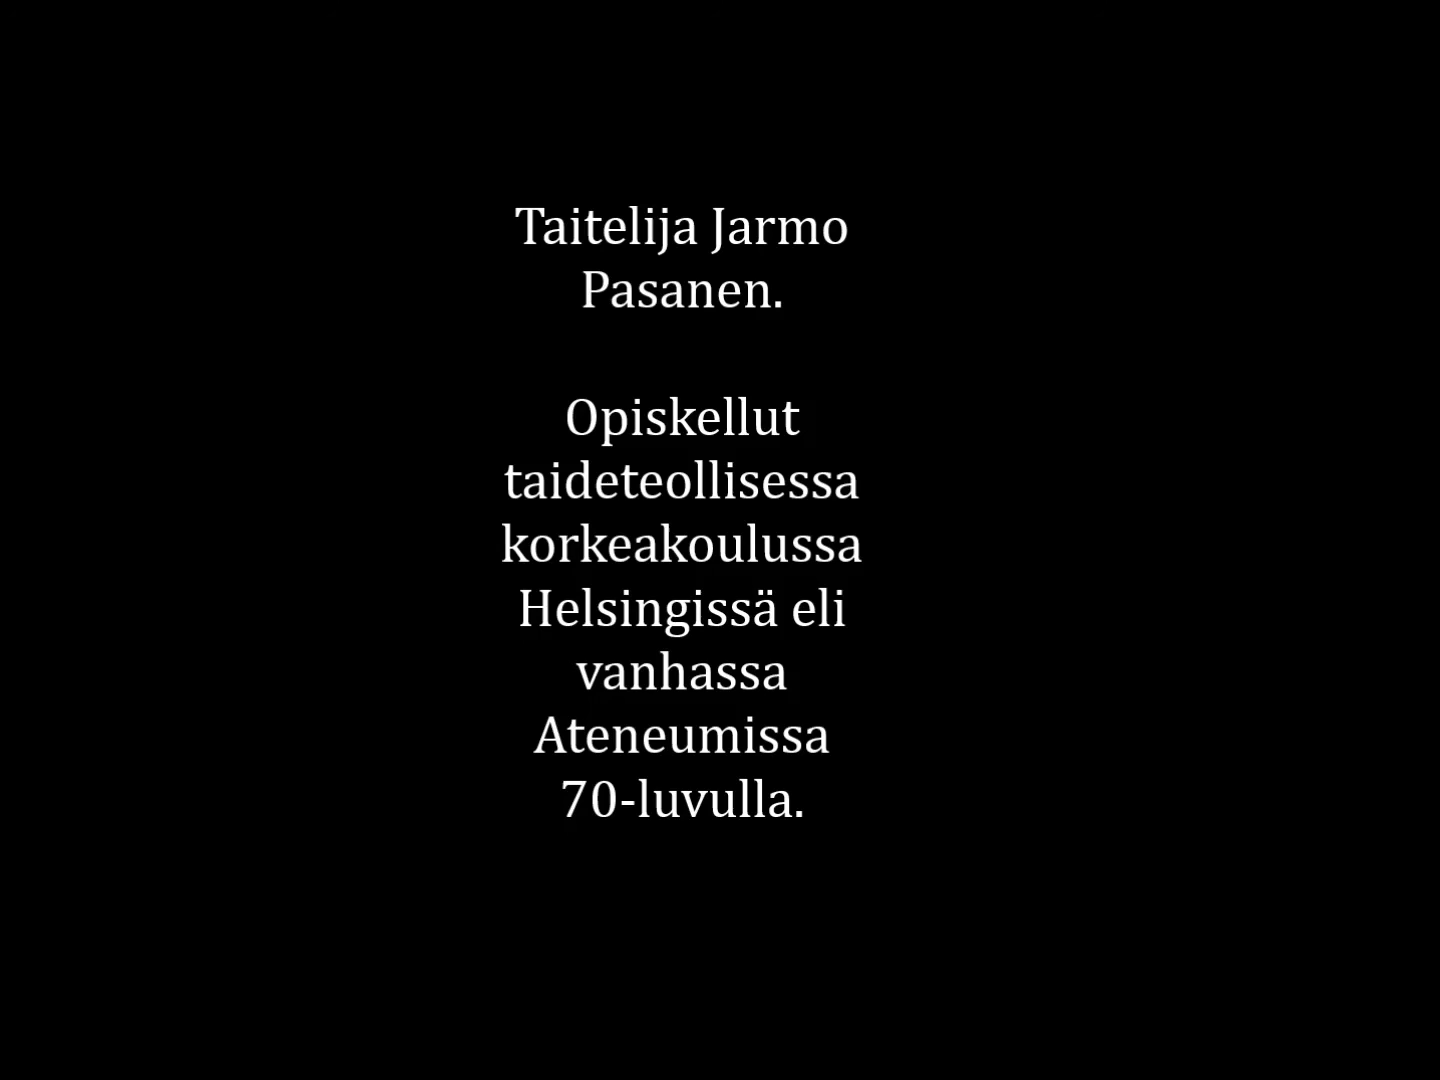 Taitelija Jarmo
Pasanen.
Opiskellut
taideteollisessa
korkeakoulussa
Helsingissä eli
vanhassa
Ateneumissa
70-luvulla.